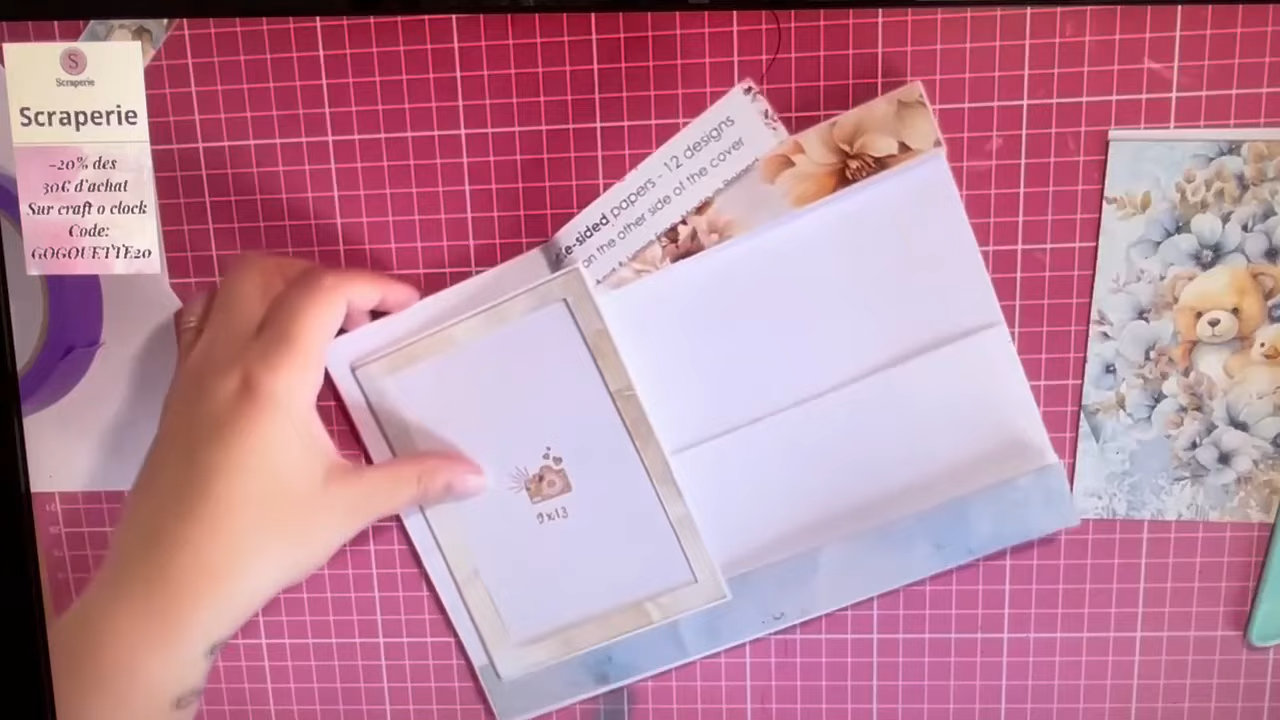 S
Scraperie
Scraperie
-20% des
30€ d'achat
Sur craft o clock
Code:
GOGOUETTE20
e-sided papers - 12 designs
on the other side of the cover
9x13